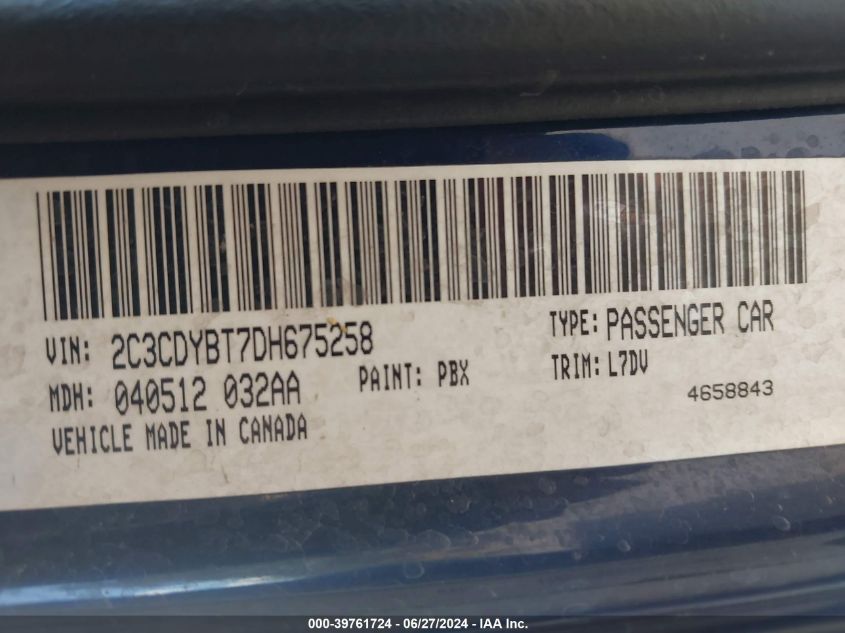 VIN: 2C3CDYBT7DH675258 TYPE: PASSENGER CAR
MDH: 040512 032AA PAINT: PBX TRIM: L7DV
VEHICLE MADE IN CANADA 4658843
000-39761724 - 06/27/2024 - IAA Inc.